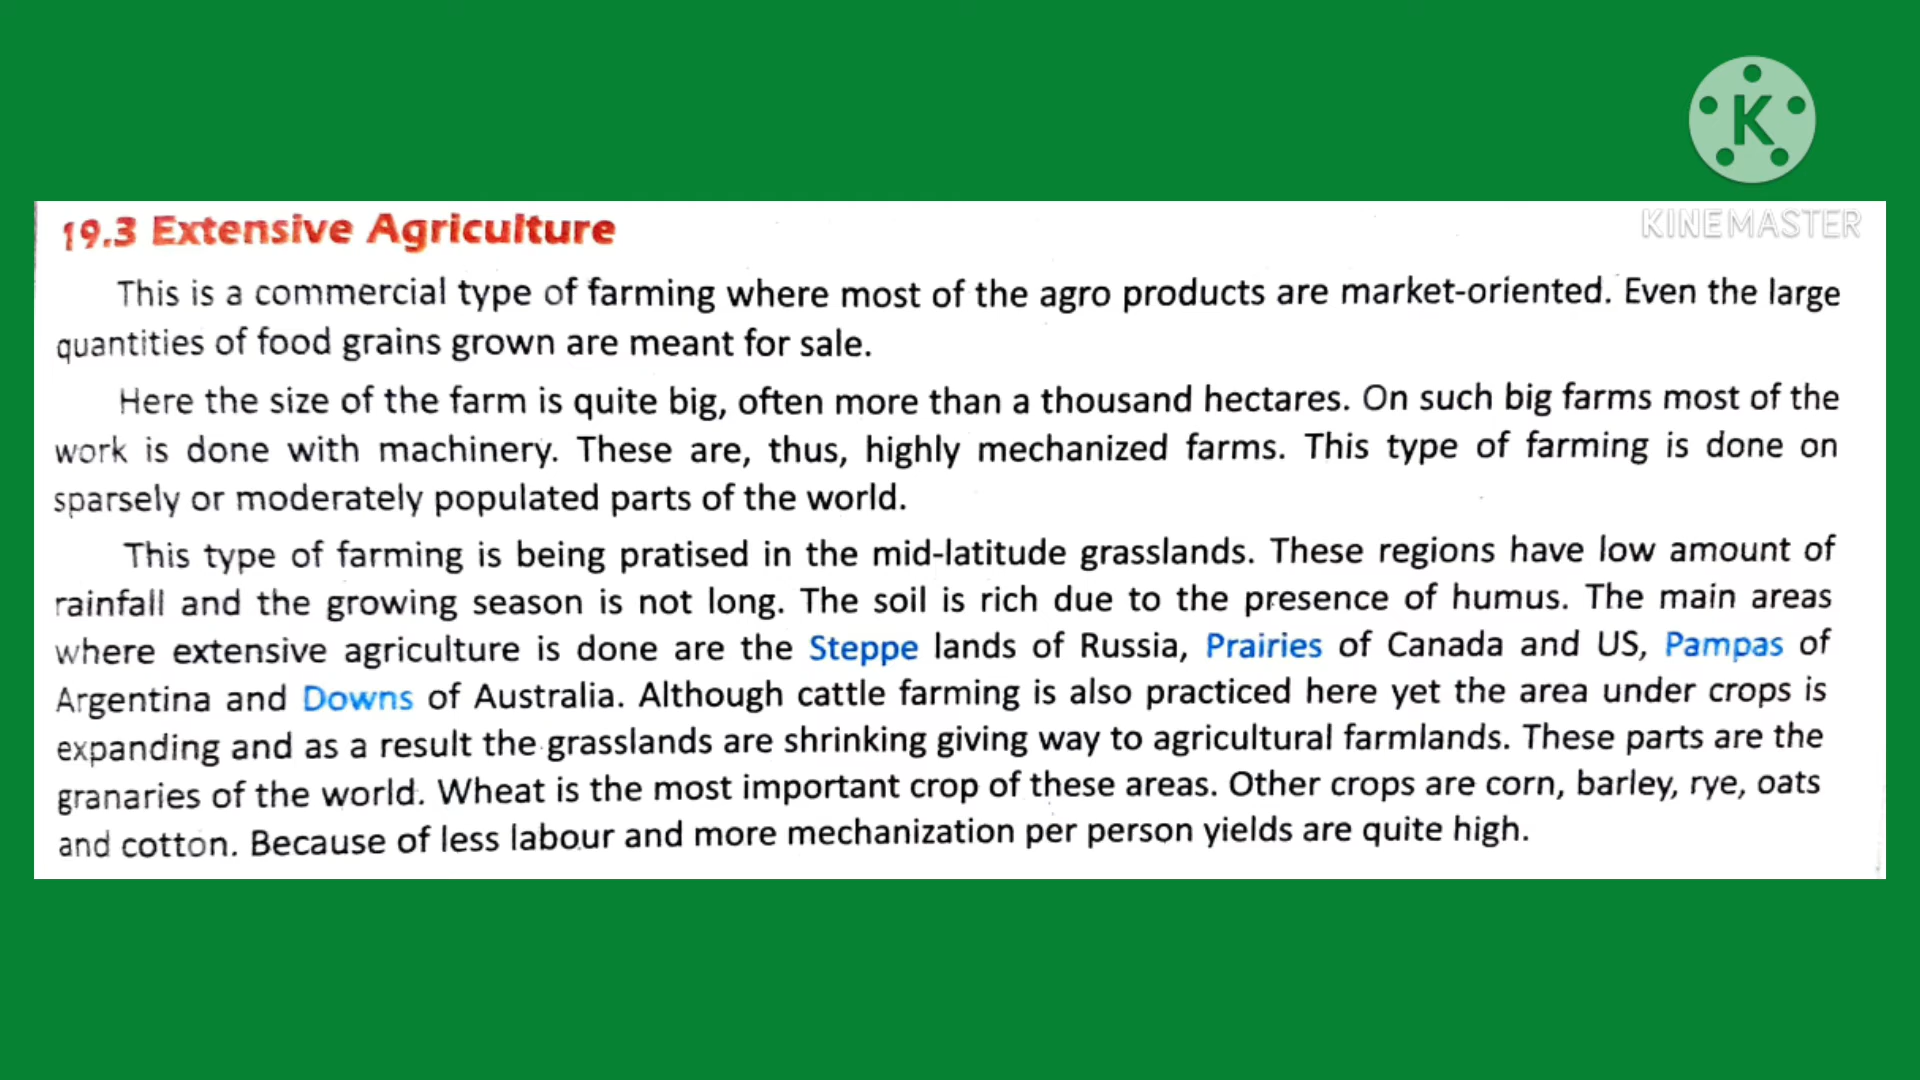 K
KINEMASTER
19.3 Extensive Agriculture
This is a commercial type of farming where most of the agro products are market-oriented. Even the large
quantities of food grains grown are meant for sale.
Here the size of the farm is quite big, often more than a thousand hectares. On such big farms most of the
work is done with machinery. These are, thus, highly mechanized farms. This type of farming is done on
sparsely or moderately populated parts of the world.
This type of farming is being pratised in the mid-latitude grasslands. These regions have low amount of
rainfall and the growing season is not long. The soil is rich due to the presence of humus. The main areas
where extensive agriculture is done are the Steppe lands of Russia, Prairies of Canada and US, Pampas of
Argentina and Downs of Australia. Although cattle farming is also practiced here yet the area under crops is
expanding and as a result the grasslands are shrinking giving way to agricultural farmlands. These parts are the
granaries of the world. Wheat is the most important crop of these areas. Other crops are corn, barley, rye, oats
and cotton. Because of less labour and more mechanization per person yields are quite high.